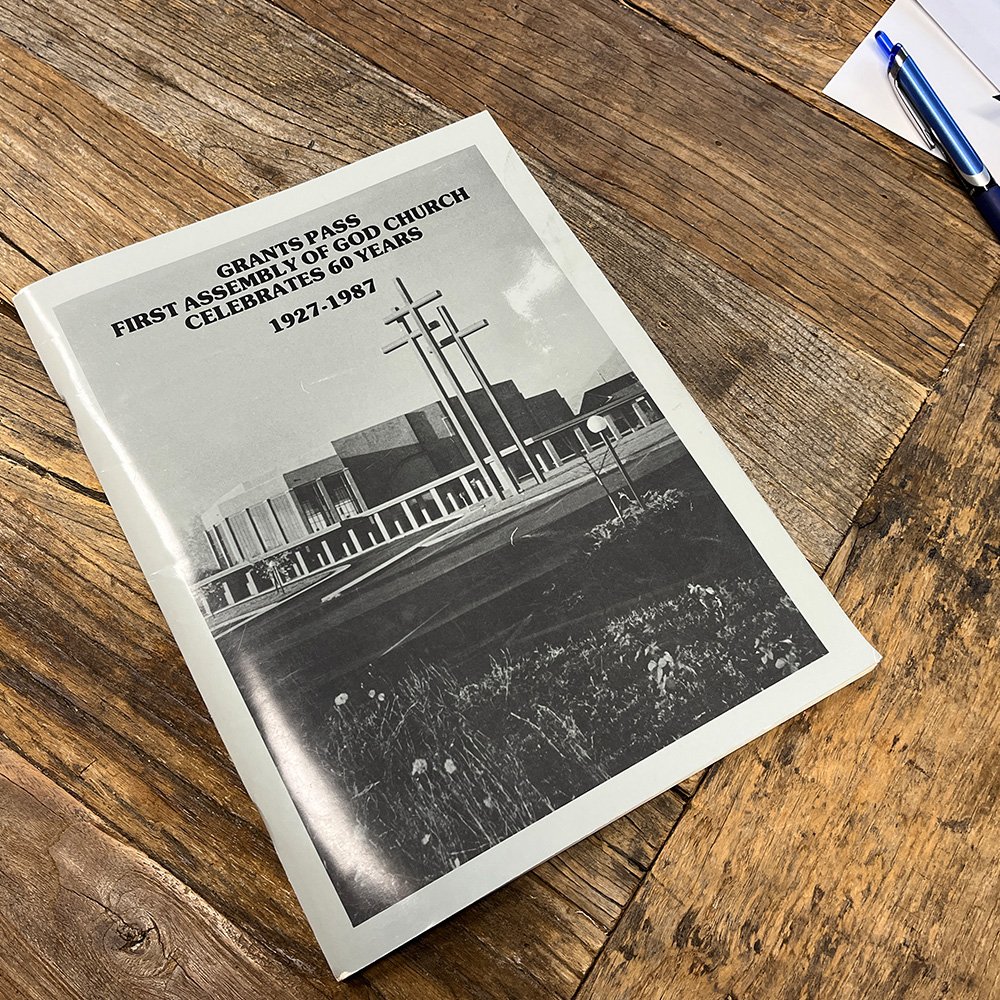 GRANTS PASS
FIRST ASSEMBLY OF GOD CHURCH
CELEBRATES 60 YEARS
1927-1987